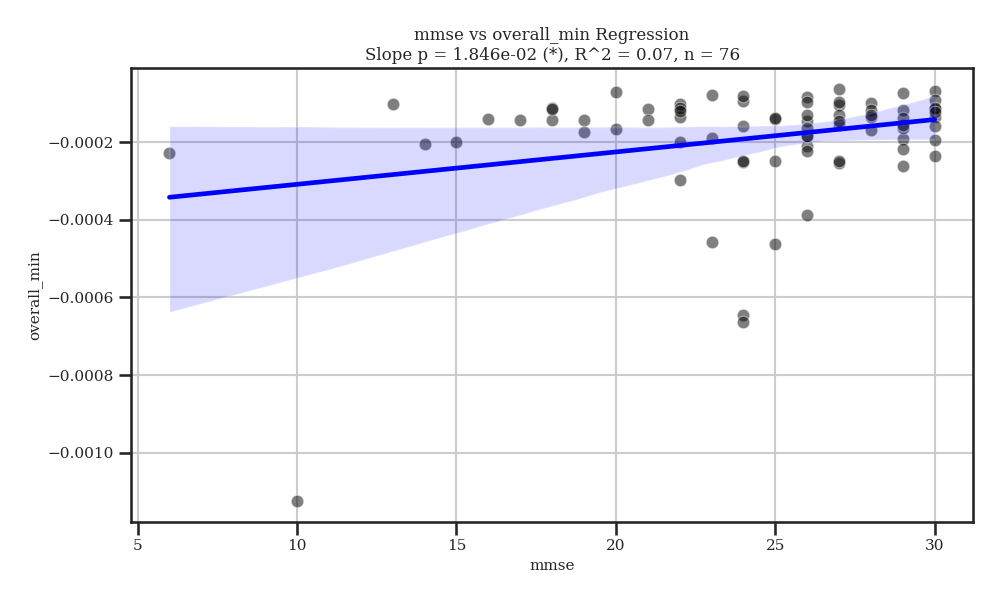 mmse vs overall_min Regression
Slope p = 1.846e-02 (*), R^2 = 0.07, n = 76
overall_min
−0.0002
−0.0004
−0.0006
−0.0008
−0.0010
5
10
15
20
25
30
mmse